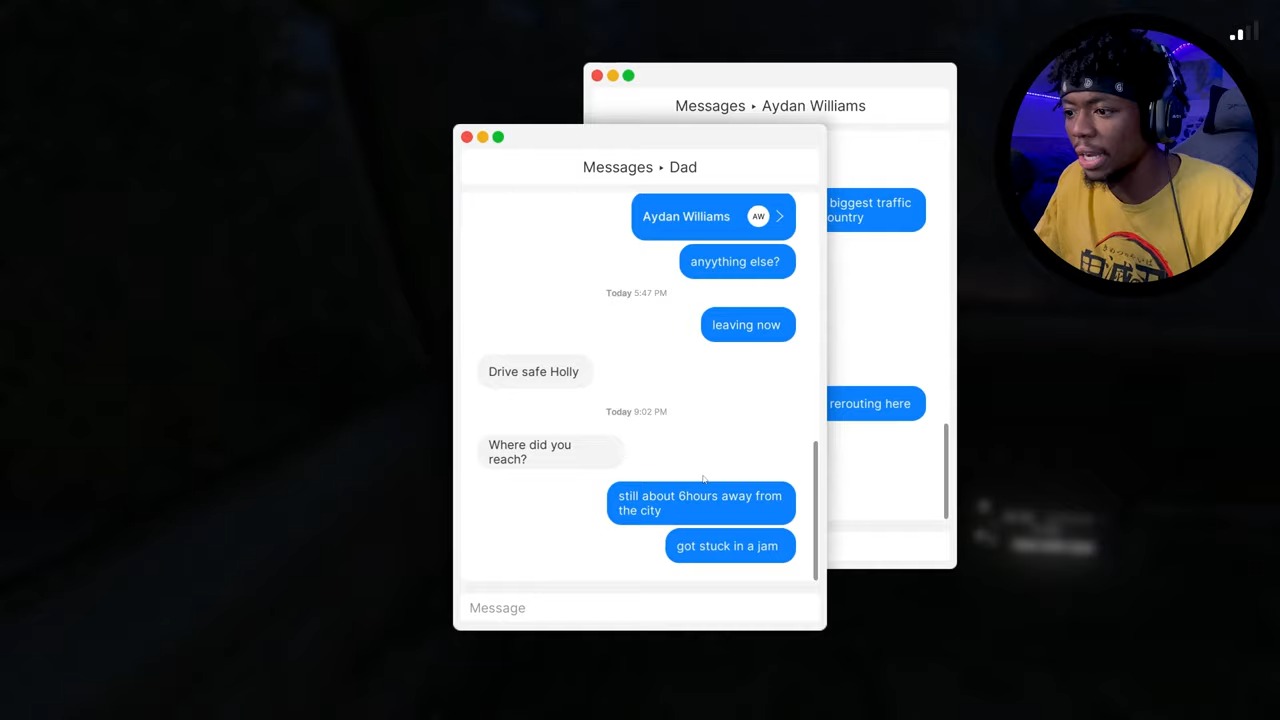 Messages ▸ Aydan Williams
biggest traffic
ountry
rerouting here
Messages ▸ Dad
Aydan Williams AW
anyything else?
Today 5:47 PM
leaving now
Drive safe Holly
Today 9:02 PM
Where did you
reach?
still about 6hours away from
the city
got stuck in a jam
Message